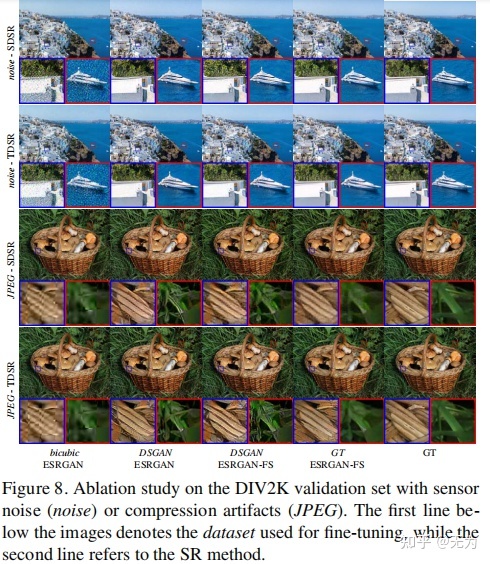 noise - SDSR
noise - TDSR
JPEG - SDSR
JPEG - TDSR
bicubic DSGAN DSGAN GT GT
ESRGAN ESRGAN ESRGAN-FS ESRGAN-FS
Figure 8. Ablation study on the DIV2K validation set with sensor
noise (noise) or compression artifacts (JPEG). The first line be-
low the images denotes the dataset used for fine-tuning, while the
second line refers to the SR method.
知乎 @无为